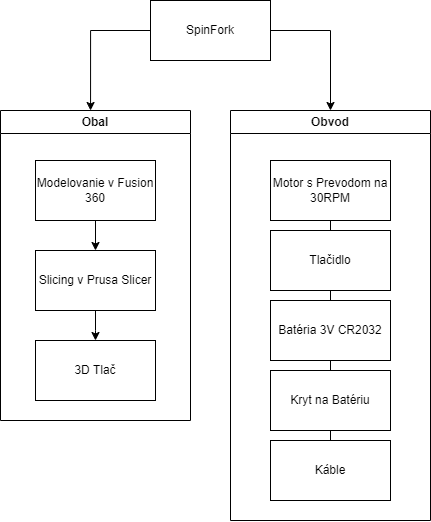 SpinFork
Obal
Modelovanie v Fusion
360
Slicing v Prusa Slicer
3D Tlač
Obvod
Motor s Prevodom na
30RPM
Tlačidlo
Batéria 3V CR2032
Kryt na Batériu
Káble